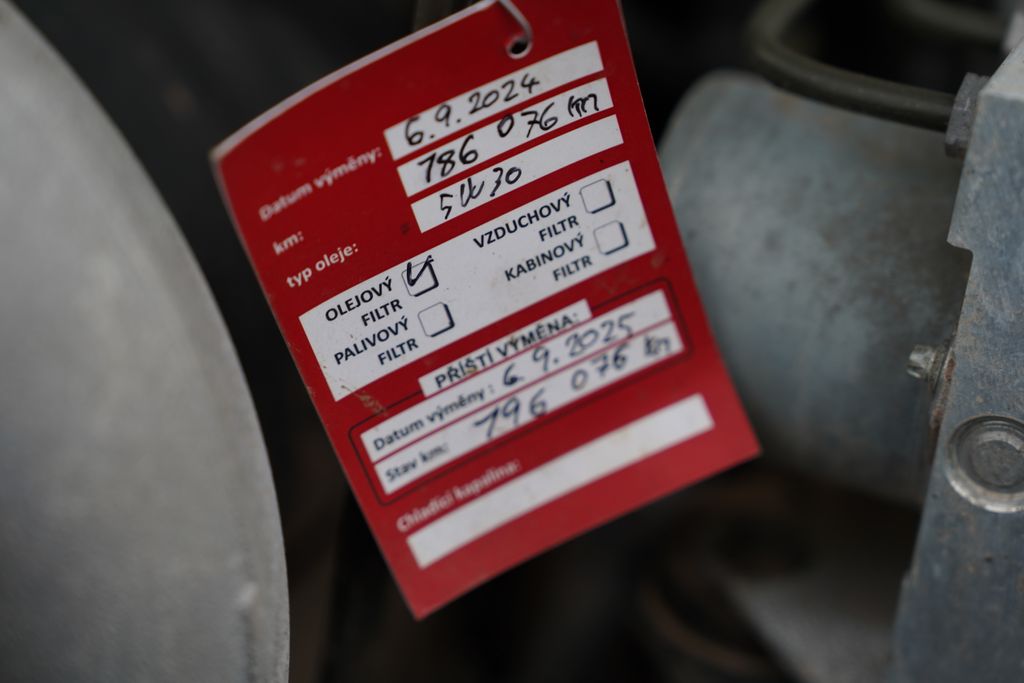 Datum výměny: 6.9.2024
km: 786 076 km
typ oleje: 5W30
OLEJOVÝ FILTR VZDUCHOVÝ FILTR
PALIVOVÝ FILTR KABINOVÝ FILTR
PŘÍŠTÍ VÝMĚNA:
Datum výměny: 6.9.2025
Stav km: 796 076 km
Chladící kapalina: